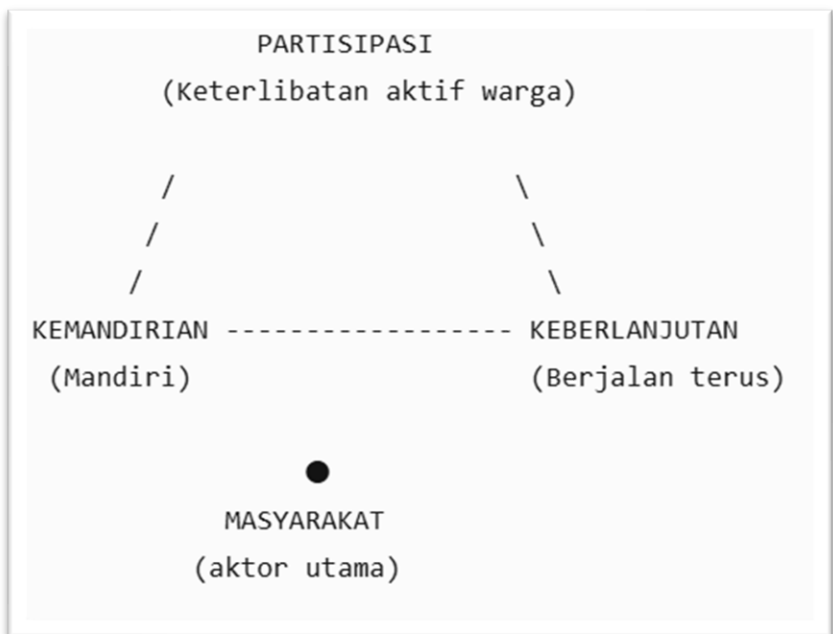 PARTISIPASI
(Keterlibatan aktif warga)
/ \
/ \
/ \
KEMANDIRIAN ------------------ KEBERLANJUTAN
(Mandiri) (Berjalan terus)
●
MASYARAKAT
(aktor utama)